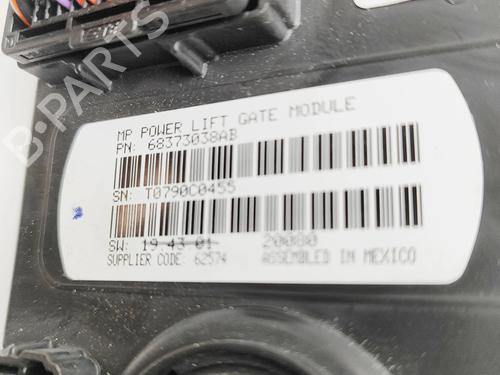 MP POWER LIFT GATE MODULE
PN: 68373038AB
SN: T0790C0455
SW: 19.43.01 20080
SUPPLIER CODE: 62574 ASSEMBLED IN MEXICO
B-PARTS